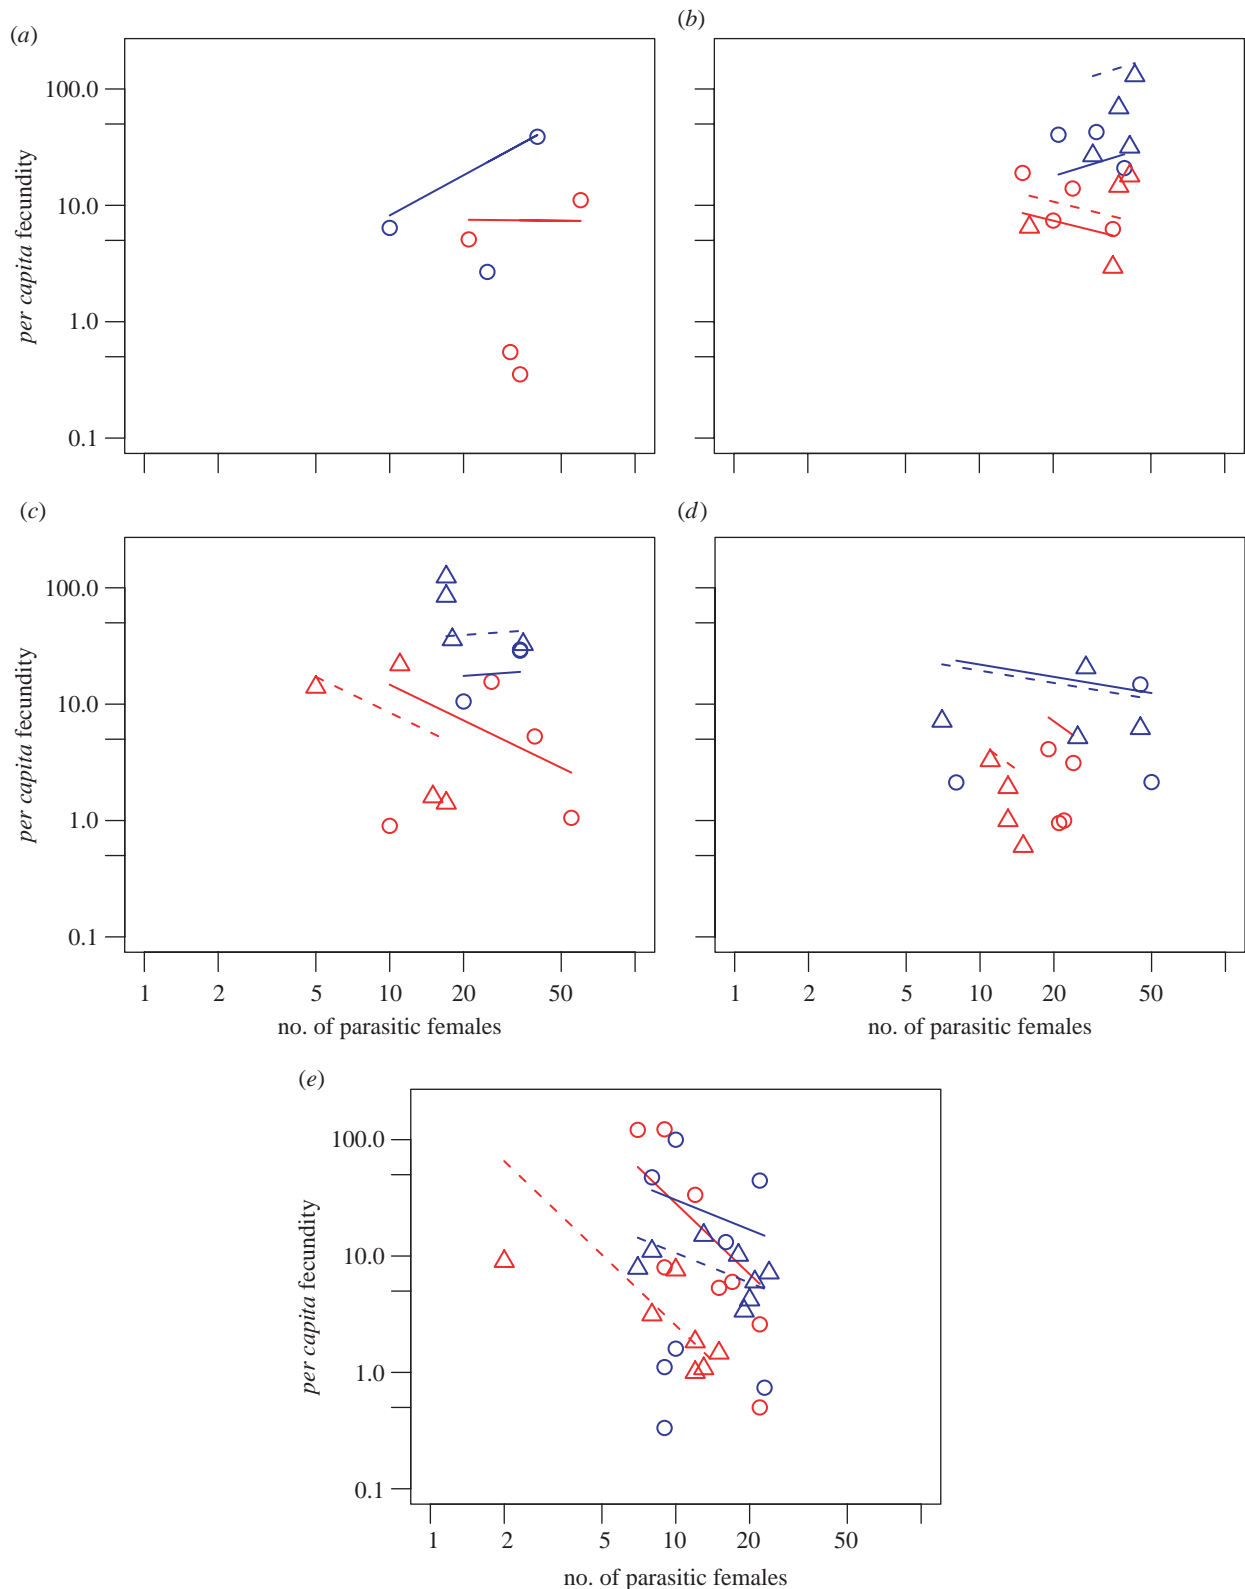 (a)
(b)
100.0
10.0
1.0
0.1
per capita fecundity
(c)
(d)
100.0
10.0
1.0
0.1
per capita fecundity
1 2 5 10 20 50
1 2 5 10 20 50
no. of parasitic females
no. of parasitic females
(e)
100.0
10.0
1.0
0.1
per capita fecundity
1 2 5 10 20 50
no. of parasitic females